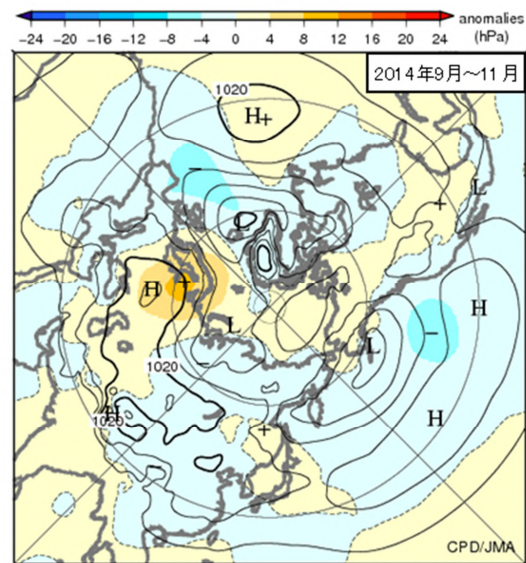 anomalies
−24 −20 −16 −12 −8 −4 0 4 8 12 16 20 24 (hPa)
2014年9月～11月
1020
H+
−
L
L
+
H
+
H
−
L
L
−
H
1020
H
1020
+
H
CPD/JMA